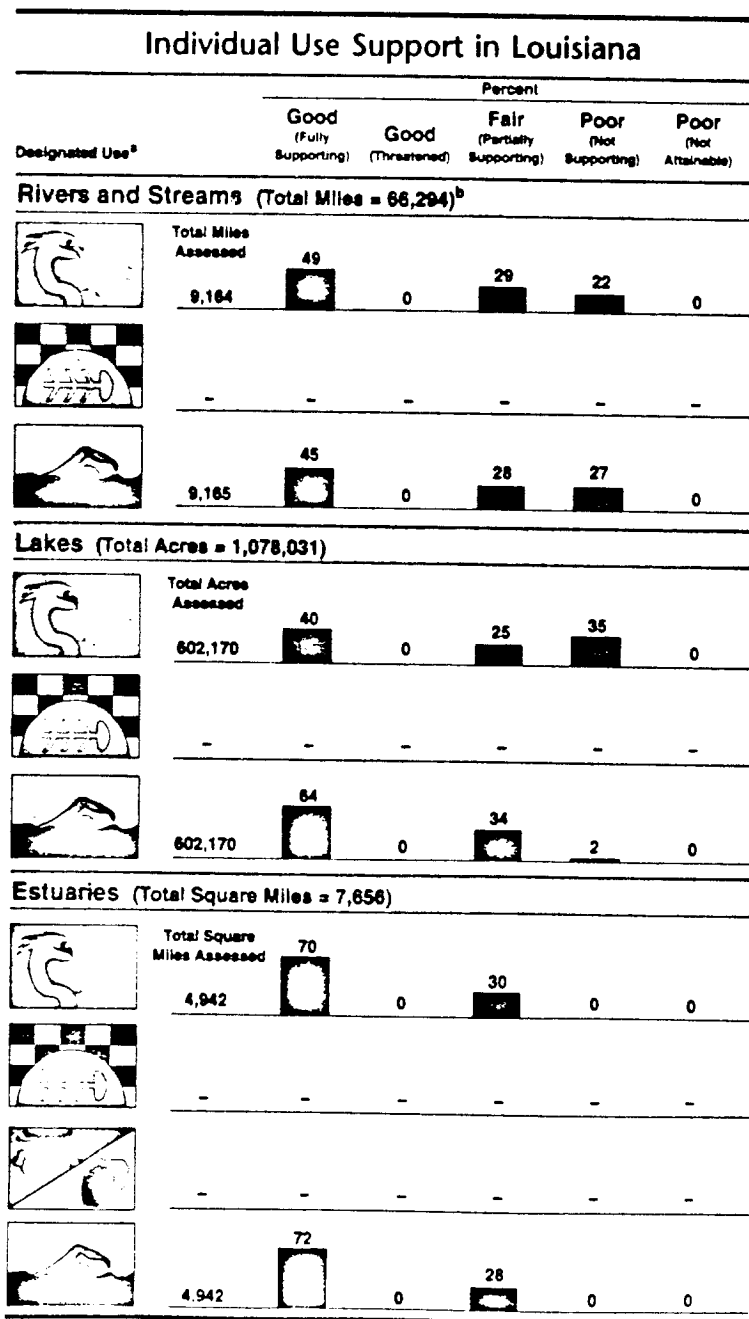 Individual Use Support in Louisiana
Percent
Designated Useᵃ
Good (Fully Supporting)
Good (Threatened)
Fair (Partially Supporting)
Poor (Not Supporting)
Poor (Not Attainable)
Rivers and Streams (Total Miles = 66,294)ᵇ
Total Miles
Assessed
9,164 49 0 29 22 0
- - - - - -
9,165 45 0 28 27 0
Lakes (Total Acres = 1,078,031)
Total Acres
Assessed
602,170 40 0 25 35 0
- - - - - -
602,170 64 0 34 2 0
Estuaries (Total Square Miles = 7,656)
Total Square
Miles Assessed
4,942 70 0 30 0 0
- - - - - -
- - - - - -
4,942 72 0 28 0 0